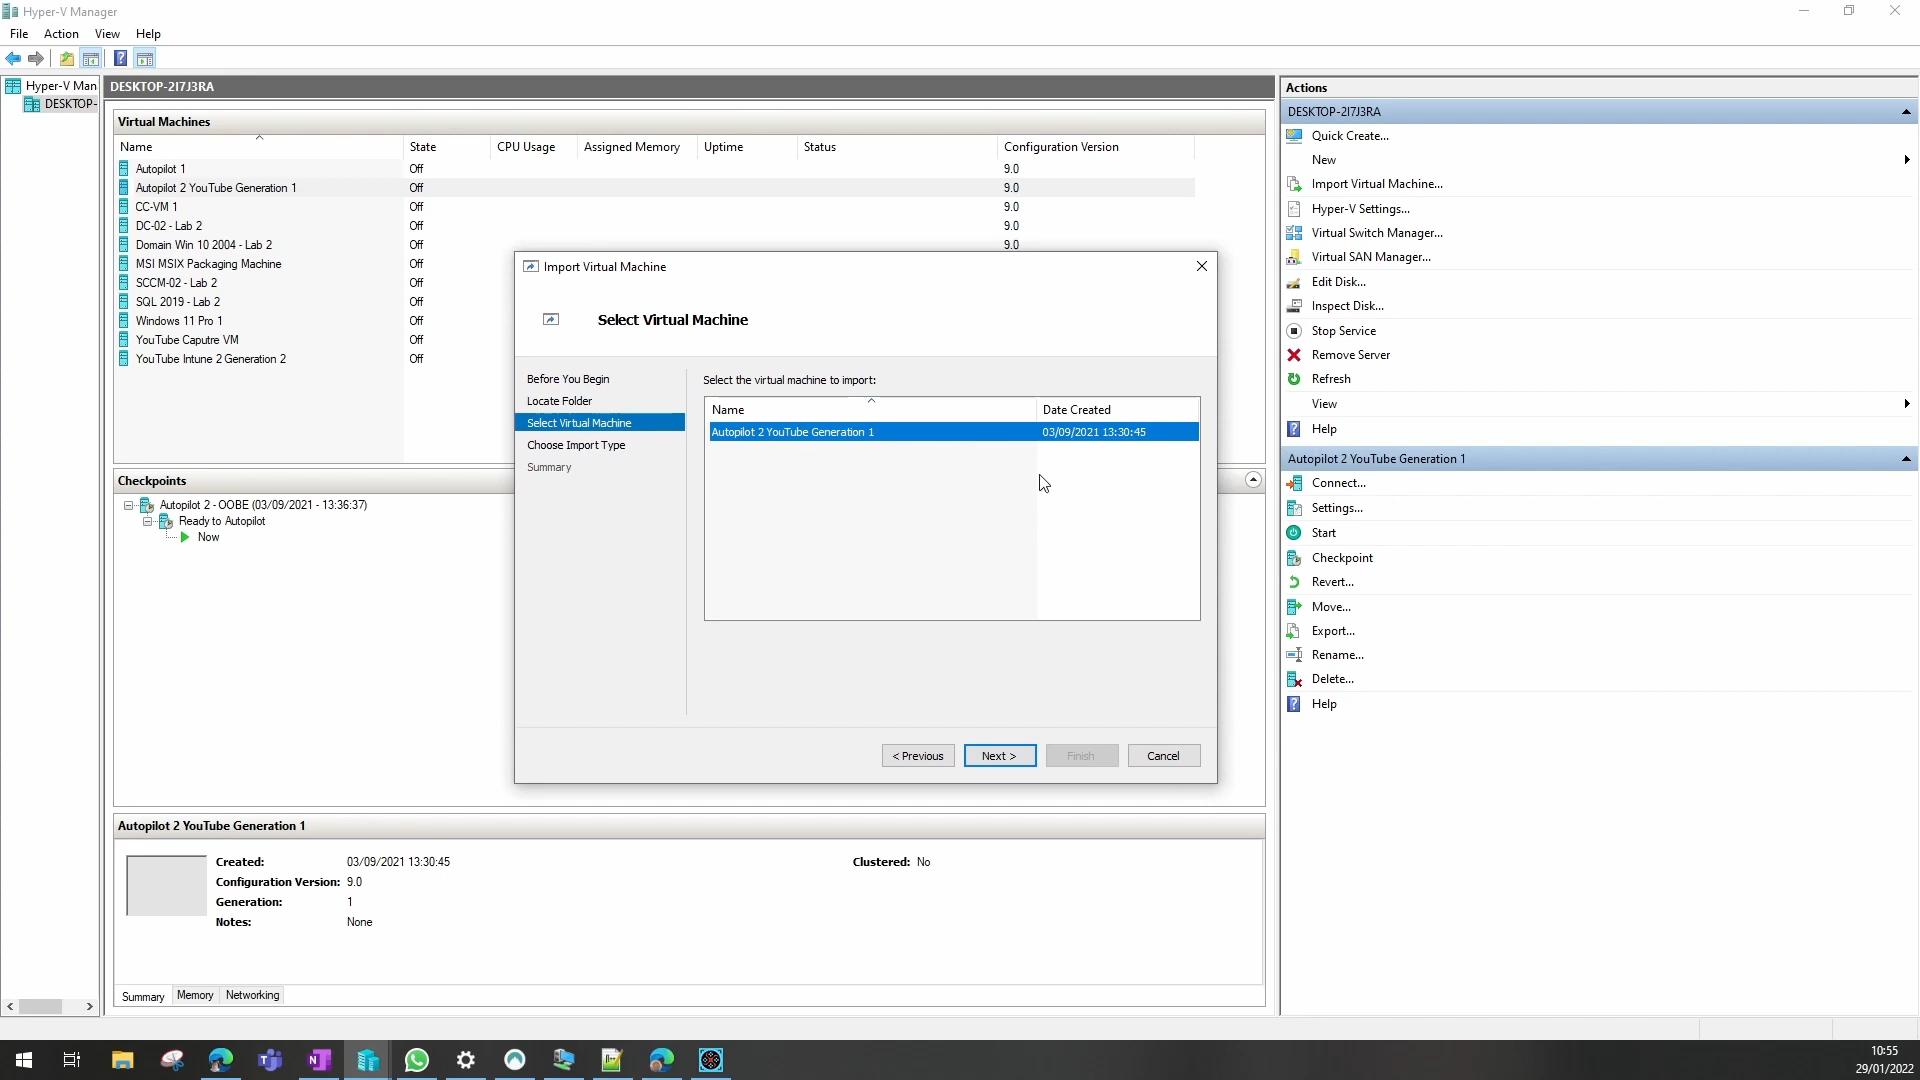 Hyper-V Manager
File Action View Help
Hyper-V Man
DESKTOP-
DESKTOP-2I7J3RA
Virtual Machines
Name State CPU Usage Assigned Memory Uptime Status Configuration Version
Autopilot 1 Off 9.0
Autopilot 2 YouTube Generation 1 Off 9.0
CC-VM 1 Off 9.0
DC-02 - Lab 2 Off 9.0
Domain Win 10 2004 - Lab 2 Off 9.0
MSI MSIX Packaging Machine Off
SCCM-02 - Lab 2 Off
SQL 2019 - Lab 2 Off
Windows 11 Pro 1 Off
YouTube Caputre VM Off
YouTube Intune 2 Generation 2 Off
Checkpoints
Autopilot 2 - OOBE (03/09/2021 - 13:36:37)
Ready to Autopilot
Now
Import Virtual Machine
Select Virtual Machine
Before You Begin
Locate Folder
Select Virtual Machine
Choose Import Type
Summary
Select the virtual machine to import:
Name Date Created
Autopilot 2 YouTube Generation 1 03/09/2021 13:30:45
< Previous Next > Finish Cancel
Autopilot 2 YouTube Generation 1
Created: 03/09/2021 13:30:45 Clustered: No
Configuration Version: 9.0
Generation: 1
Notes: None
Summary Memory Networking
Actions
DESKTOP-2I7J3RA
Quick Create...
New
Import Virtual Machine...
Hyper-V Settings...
Virtual Switch Manager...
Virtual SAN Manager...
Edit Disk...
Inspect Disk...
Stop Service
Remove Server
Refresh
View
Help
Autopilot 2 YouTube Generation 1
Connect...
Settings...
Start
Checkpoint
Revert...
Move...
Export...
Rename...
Delete...
Help
10:55
29/01/2022